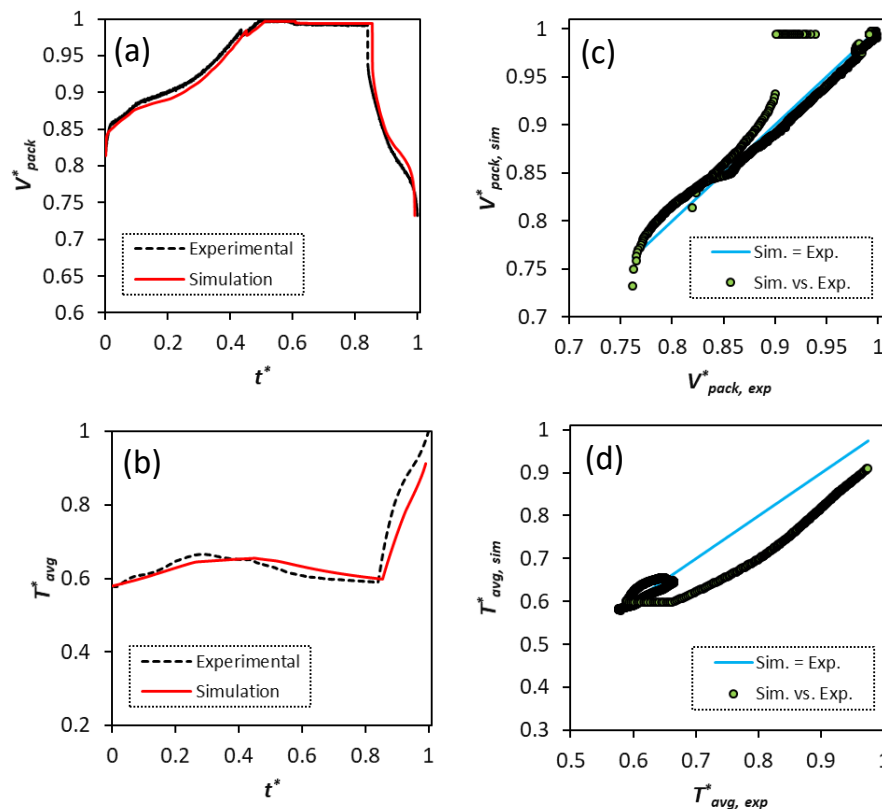 (a)
1
0.95
0.9
0.85
0.8
0.75
0.7
0.65
0.6
V*pack
Experimental
Simulation
0 0.2 0.4 0.6 0.8 1
t*
(c)
1
0.95
0.9
0.85
0.8
0.75
0.7
V*pack, sim
Sim. = Exp.
Sim. vs. Exp.
0.7 0.75 0.8 0.85 0.9 0.95 1
V*pack, exp
(b)
1
0.8
0.6
0.4
0.2
T*avg
Experimental
Simulation
0 0.2 0.4 0.6 0.8 1
t*
(d)
1
0.9
0.8
0.7
0.6
0.5
0.4
0.3
T*avg, sim
Sim. = Exp.
Sim. vs. Exp.
0.5 0.6 0.7 0.8 0.9 1
T*avg, exp